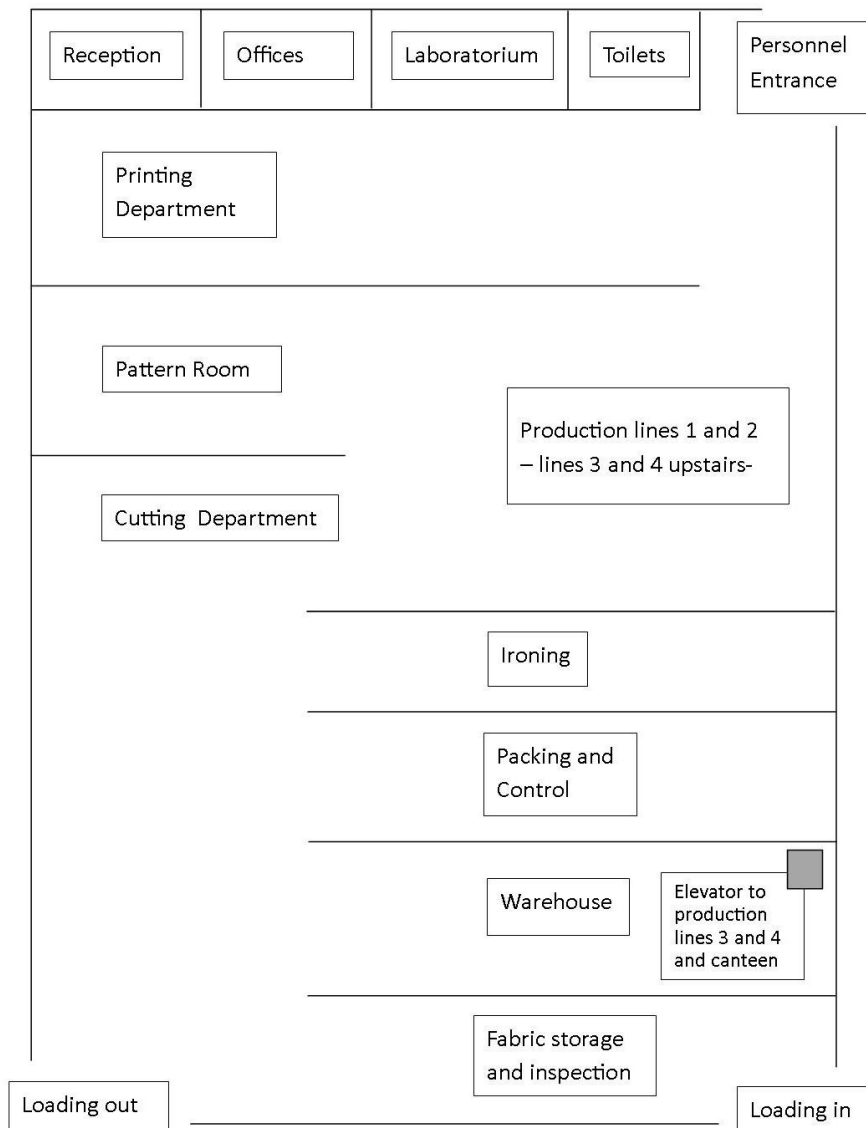 Reception
Offices
Laboratorium
Toilets
Personnel
Entrance
Printing
Department
Pattern Room
Production lines 1 and 2
– lines 3 and 4 upstairs-
Cutting Department
Ironing
Packing and
Control
Warehouse
Elevator to
production
lines 3 and 4
and canteen
Fabric storage
and inspection
Loading out
Loading in